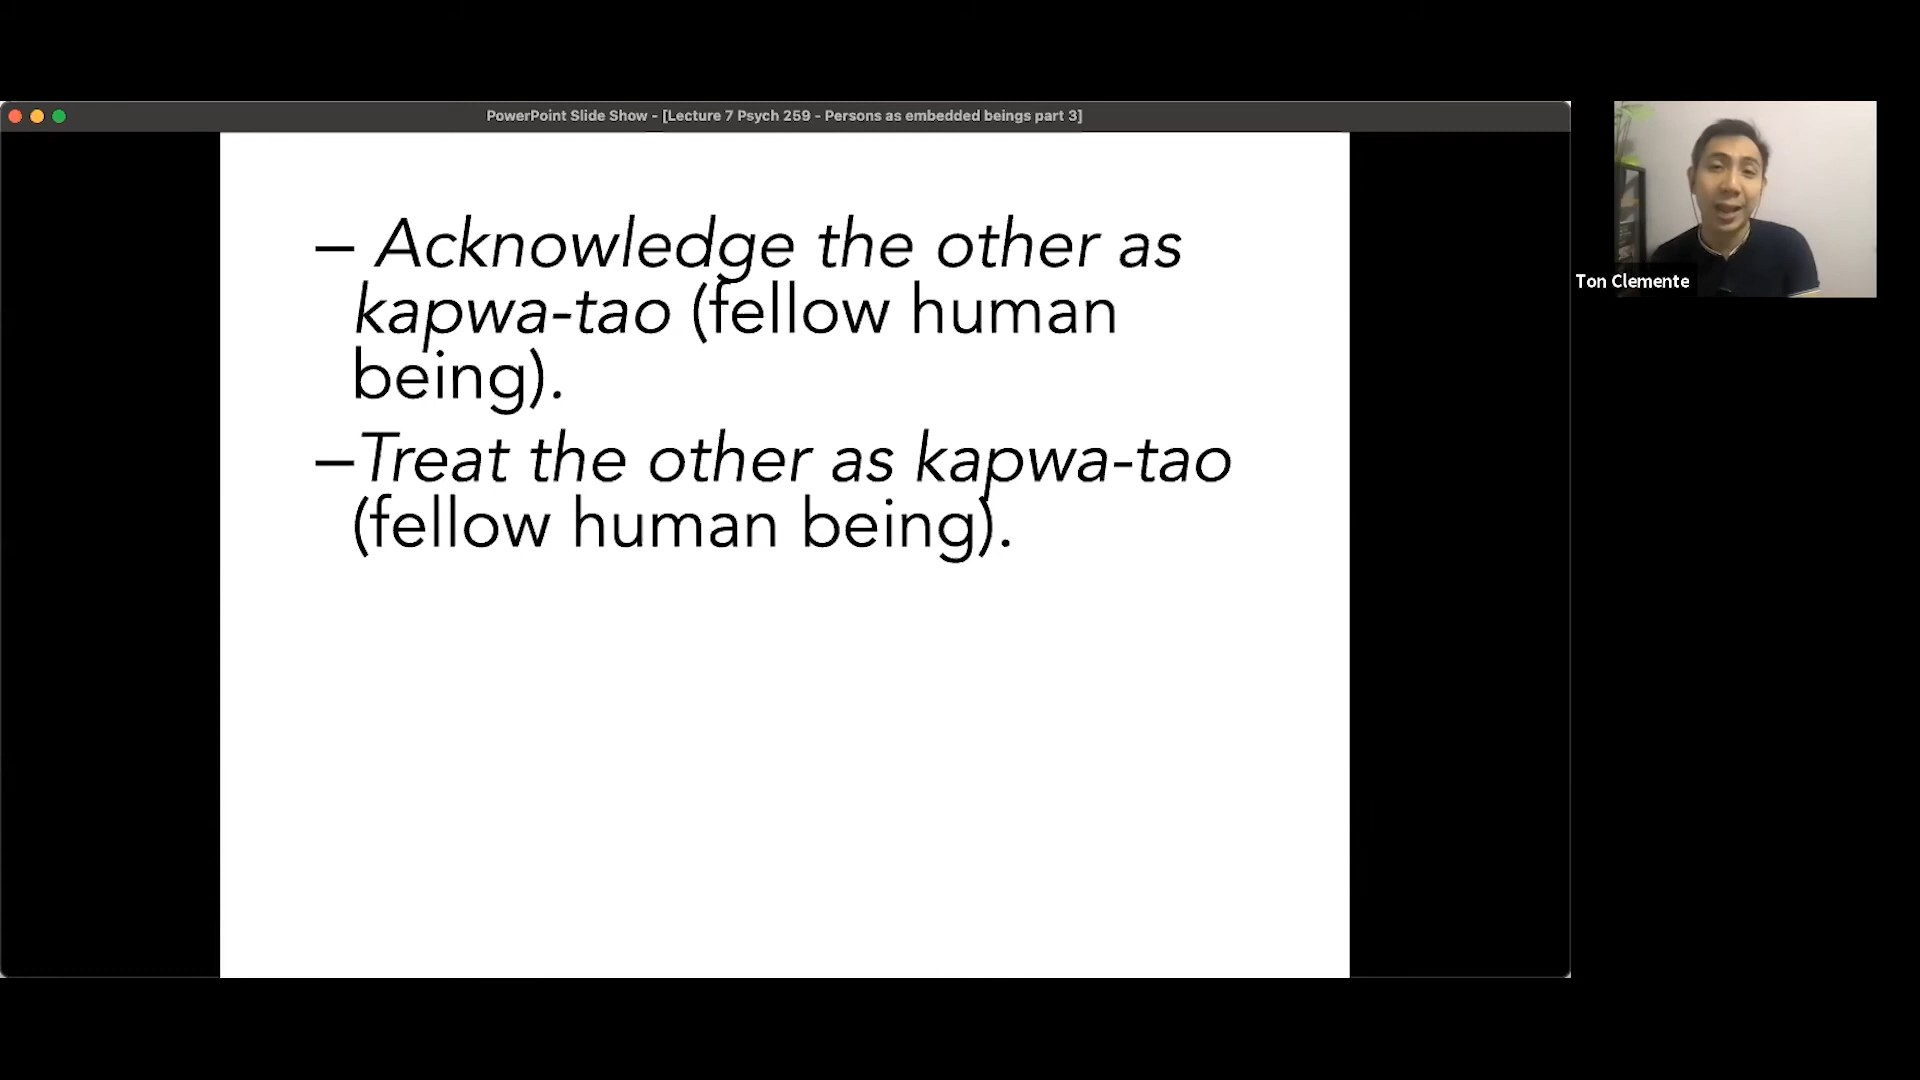 PowerPoint Slide Show - [Lecture 7 Psych 259 - Persons as embedded beings part 3]
– Acknowledge the other as
kapwa-tao (fellow human
being).
–Treat the other as kapwa-tao
(fellow human being).
Ton Clemente